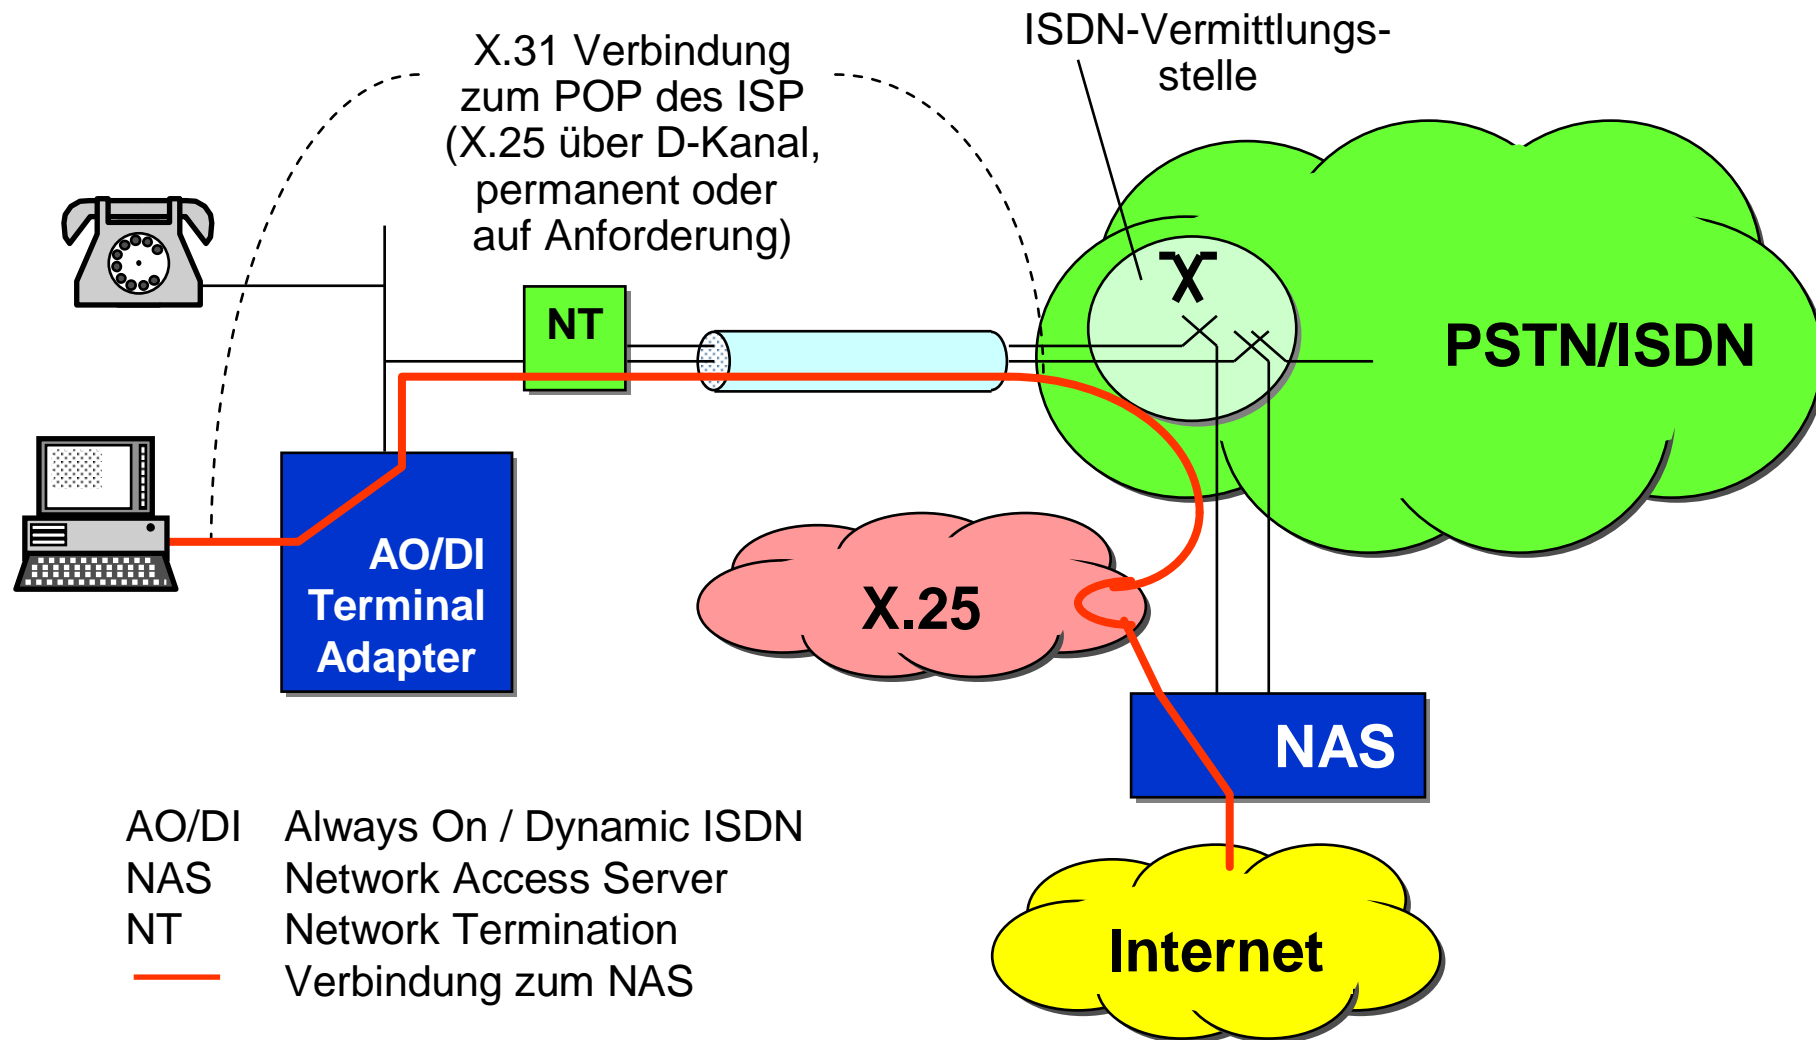 X.31 Verbindung
zum POP des ISP
(X.25 über D-Kanal,
permanent oder
auf Anforderung)
ISDN-Vermittlungs-
stelle
NT
PSTN/ISDN
AO/DI
Terminal
Adapter
X.25
NAS
Internet
AO/DI Always On / Dynamic ISDN
NAS Network Access Server
NT Network Termination
Verbindung zum NAS